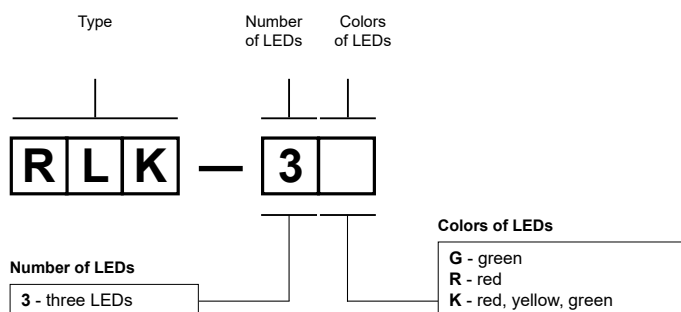 Type
Number of LEDs
Colors of LEDs
RLK — 3
Colors of LEDs
G - green
R - red
K - red, yellow, green
Number of LEDs
3 - three LEDs